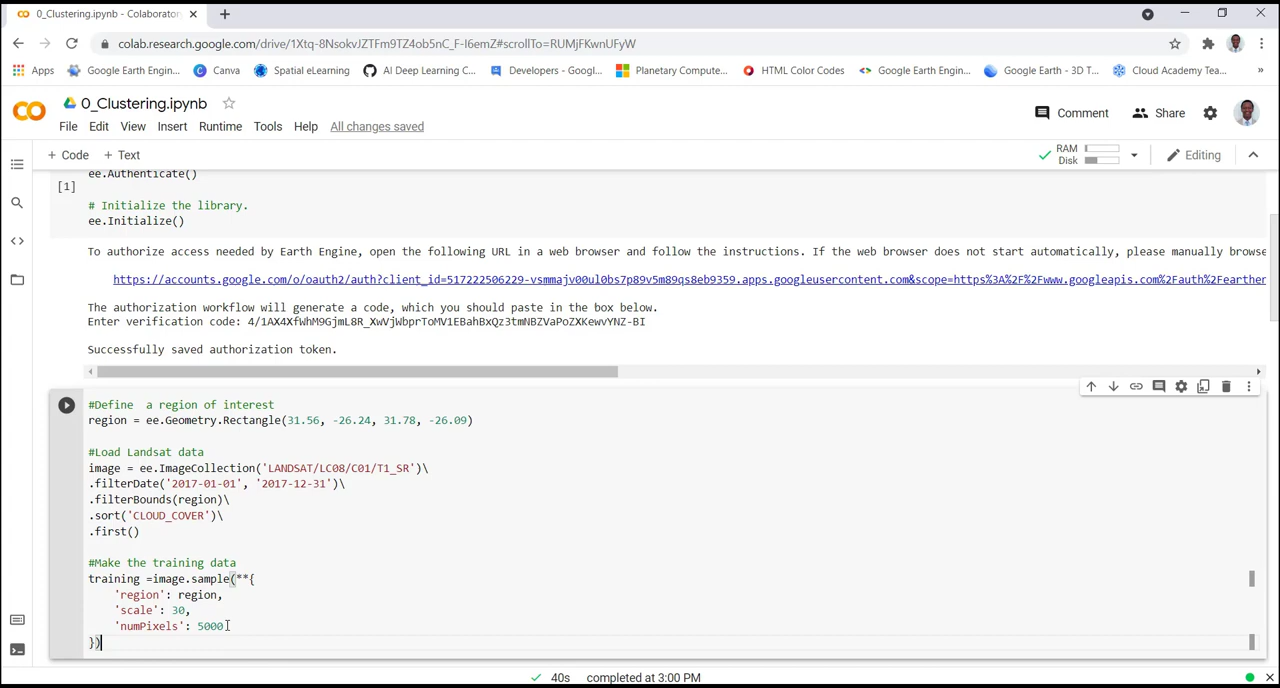 0_Clustering.ipynb - Colaborator
colab.research.google.com/drive/1Xtq-8NsokvJZTFm9TZ4ob5nC_F-I6emZ#scrollTo=RUMjFKwnUFyW
Apps Google Earth Engin... Canva Spatial eLearning AI Deep Learning C... Developers - Googl... Planetary Compute... HTML Color Codes Google Earth Engin... Google Earth - 3D T... Cloud Academy Tea... »
0_Clustering.ipynb
Comment Share
File Edit View Insert Runtime Tools Help All changes saved
+ Code + Text
RAM
Disk
Editing
ee.Authenticate()
[1]
# Initialize the library.
ee.Initialize()
To authorize access needed by Earth Engine, open the following URL in a web browser and follow the instructions. If the web browser does not start automatically, please manually browse
https://accounts.google.com/o/oauth2/auth?client_id=517222506229-vsmmajv00ul0bs7p89v5m89qs8eb9359.apps.googleusercontent.com&scope=https%3A%2F%2Fwww.googleapis.com%2Fauth%2Fearthen
The authorization workflow will generate a code, which you should paste in the box below.
Enter verification code: 4/1AX4XfWhM9GjmL8R_XwVjWbprToMV1EBahBxQz3tmNBZVaPoZXKewvYNZ-BI
Successfully saved authorization token.
#Define  a region of interest
region = ee.Geometry.Rectangle(31.56, -26.24, 31.78, -26.09)
#Load Landsat data
image = ee.ImageCollection('LANDSAT/LC08/C01/T1_SR')\
.filterDate('2017-01-01', '2017-12-31')\
.filterBounds(region)\
.sort('CLOUD_COVER')\
.first()
#Make the training data
training =image.sample(**{
'region': region,
'scale': 30,
'numPixels': 5000
})
40s completed at 3:00 PM